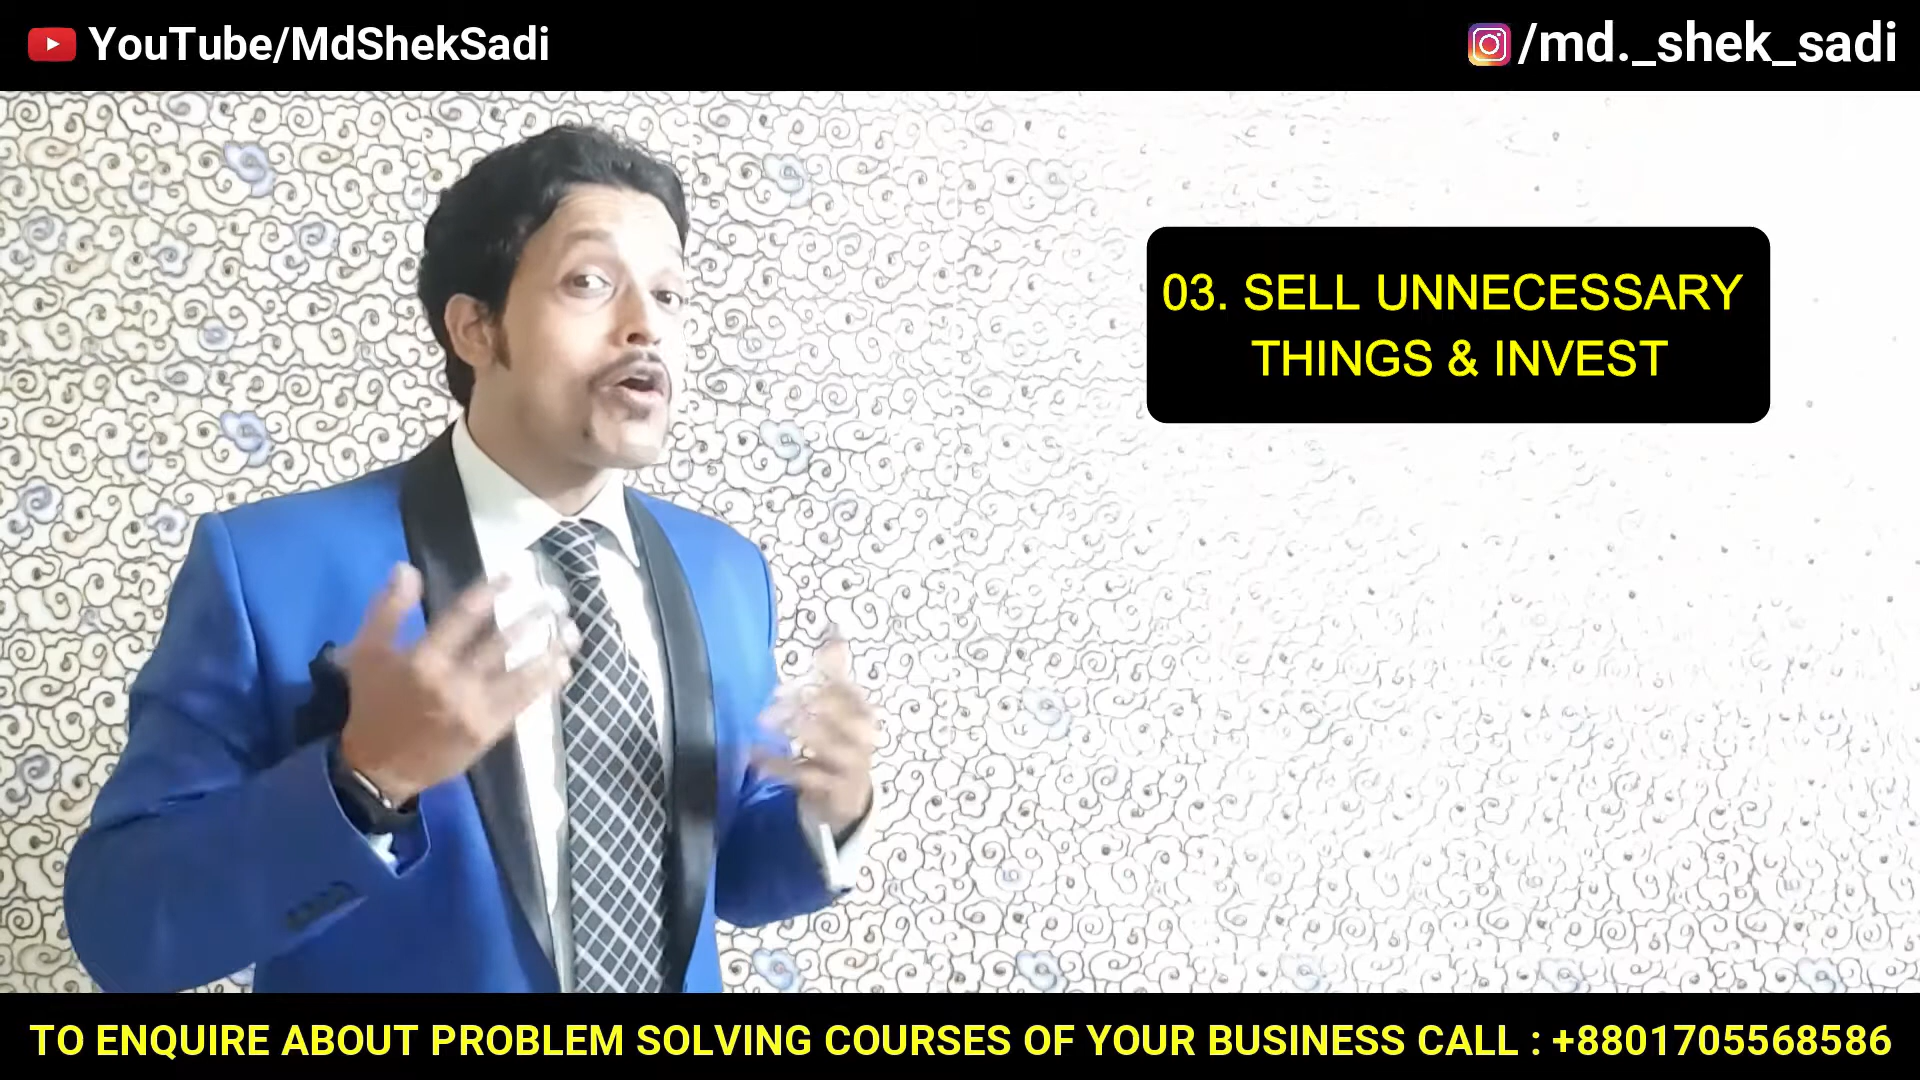 YouTube/MdShekSadi
/md._shek_sadi
03. SELL UNNECESSARY
THINGS & INVEST
TO ENQUIRE ABOUT PROBLEM SOLVING COURSES OF YOUR BUSINESS CALL : +8801705568586